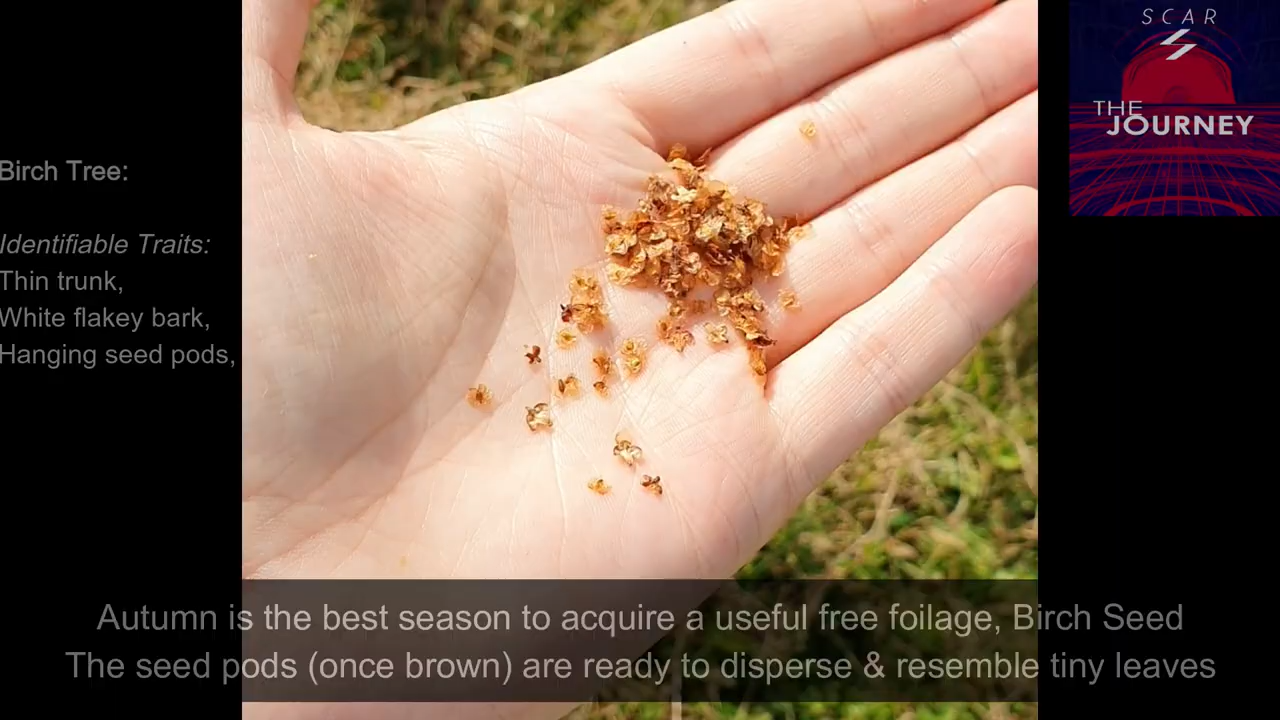 SCAR
THE
JOURNEY
Birch Tree:
Identifiable Traits:
Thin trunk,
White flakey bark,
Hanging seed pods,
Autumn is the best season to acquire a useful free foilage, Birch Seed
The seed pods (once brown) are ready to disperse & resemble tiny leaves